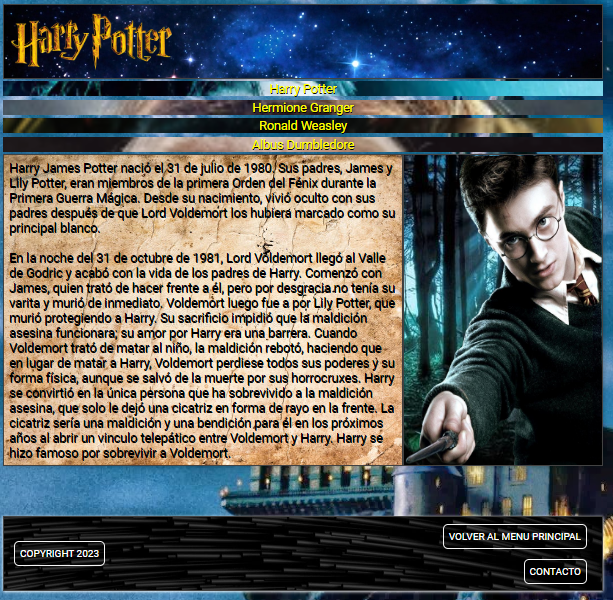 Harry Potter
Harry Potter
Hermione Granger
Ronald Weasley
Albus Dumbledore
Harry James Potter nació el 31 de julio de 1980. Sus padres, James y
Lily Potter, eran miembros de la primera Orden del Fénix durante la
Primera Guerra Mágica. Desde su nacimiento, vivió oculto con sus
padres después de que Lord Voldemort los hubiera marcado como su
principal blanco.
En la noche del 31 de octubre de 1981, Lord Voldemort llegó al Valle
de Godric y acabó con la vida de los padres de Harry. Comenzó con
James, quien trató de hacer frente a él, pero por desgracia no tenía su
varita y murió de inmediato. Voldemort luego fue a por Lily Potter, que
murió protegiendo a Harry. Su sacrificio impidió que la maldición
asesina funcionara; su amor por Harry era una barrera. Cuando
Voldemort trató de matar al niño, la maldición rebotó, haciendo que
en lugar de matar a Harry, Voldemort perdiese todos sus poderes y su
forma física, aunque se salvó de la muerte por sus horrocruxes. Harry
se convirtió en la única persona que ha sobrevivido a la maldición
asesina, que solo le dejó una cicatriz en forma de rayo en la frente. La
cicatriz sería una maldición y una bendición para él en los próximos
años al abrir un vinculo telepático entre Voldemort y Harry. Harry se
hizo famoso por sobrevivir a Voldemort.
VOLVER AL MENU PRINCIPAL
COPYRIGHT 2023
CONTACTO